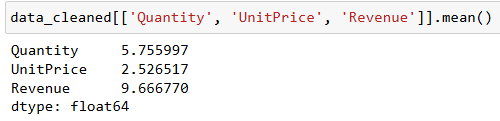 data_cleaned[['Quantity', 'UnitPrice', 'Revenue']].mean()
Quantity     5.755997
UnitPrice    2.526517
Revenue      9.666770
dtype: float64